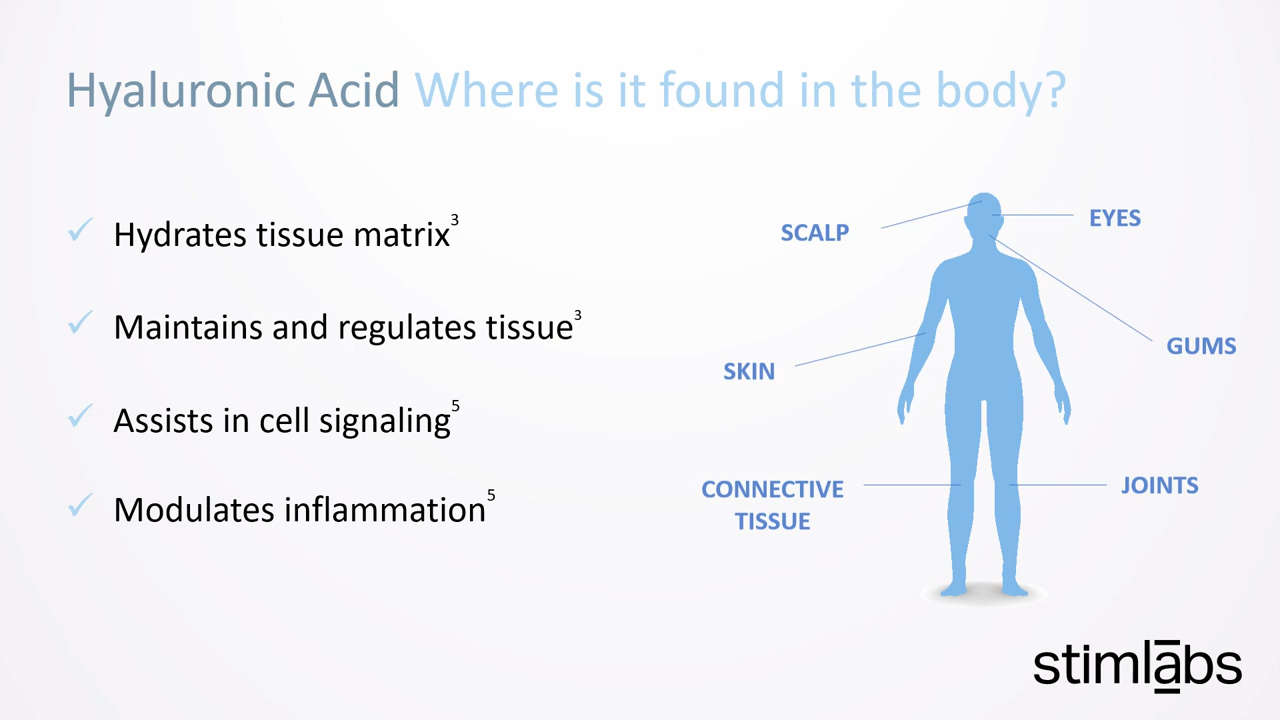 Hyaluronic Acid Where is it found in the body?
✓ Hydrates tissue matrix³
✓ Maintains and regulates tissue³
✓ Assists in cell signaling⁵
✓ Modulates inflammation⁵
SCALP
EYES
GUMS
SKIN
CONNECTIVE
TISSUE
JOINTS
stimlabs